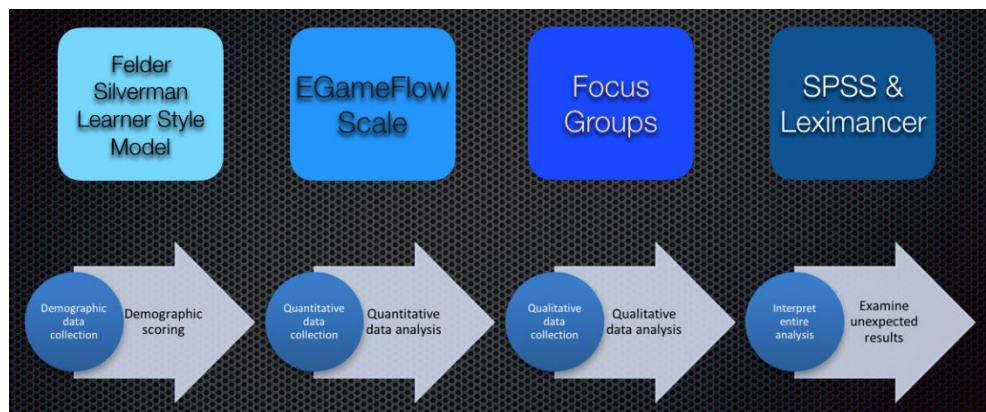 Felder
Silverman
Learner Style
Model
EGameFlow
Scale
Focus
Groups
SPSS &
Leximancer
Demographic
data
collection
Demographic
scoring
Quantitative
data
collection
Quantitative
data analysis
Qualitative
data
collection
Qualitative
data analysis
Interpret
entire
analysis
Examine
unexpected
results